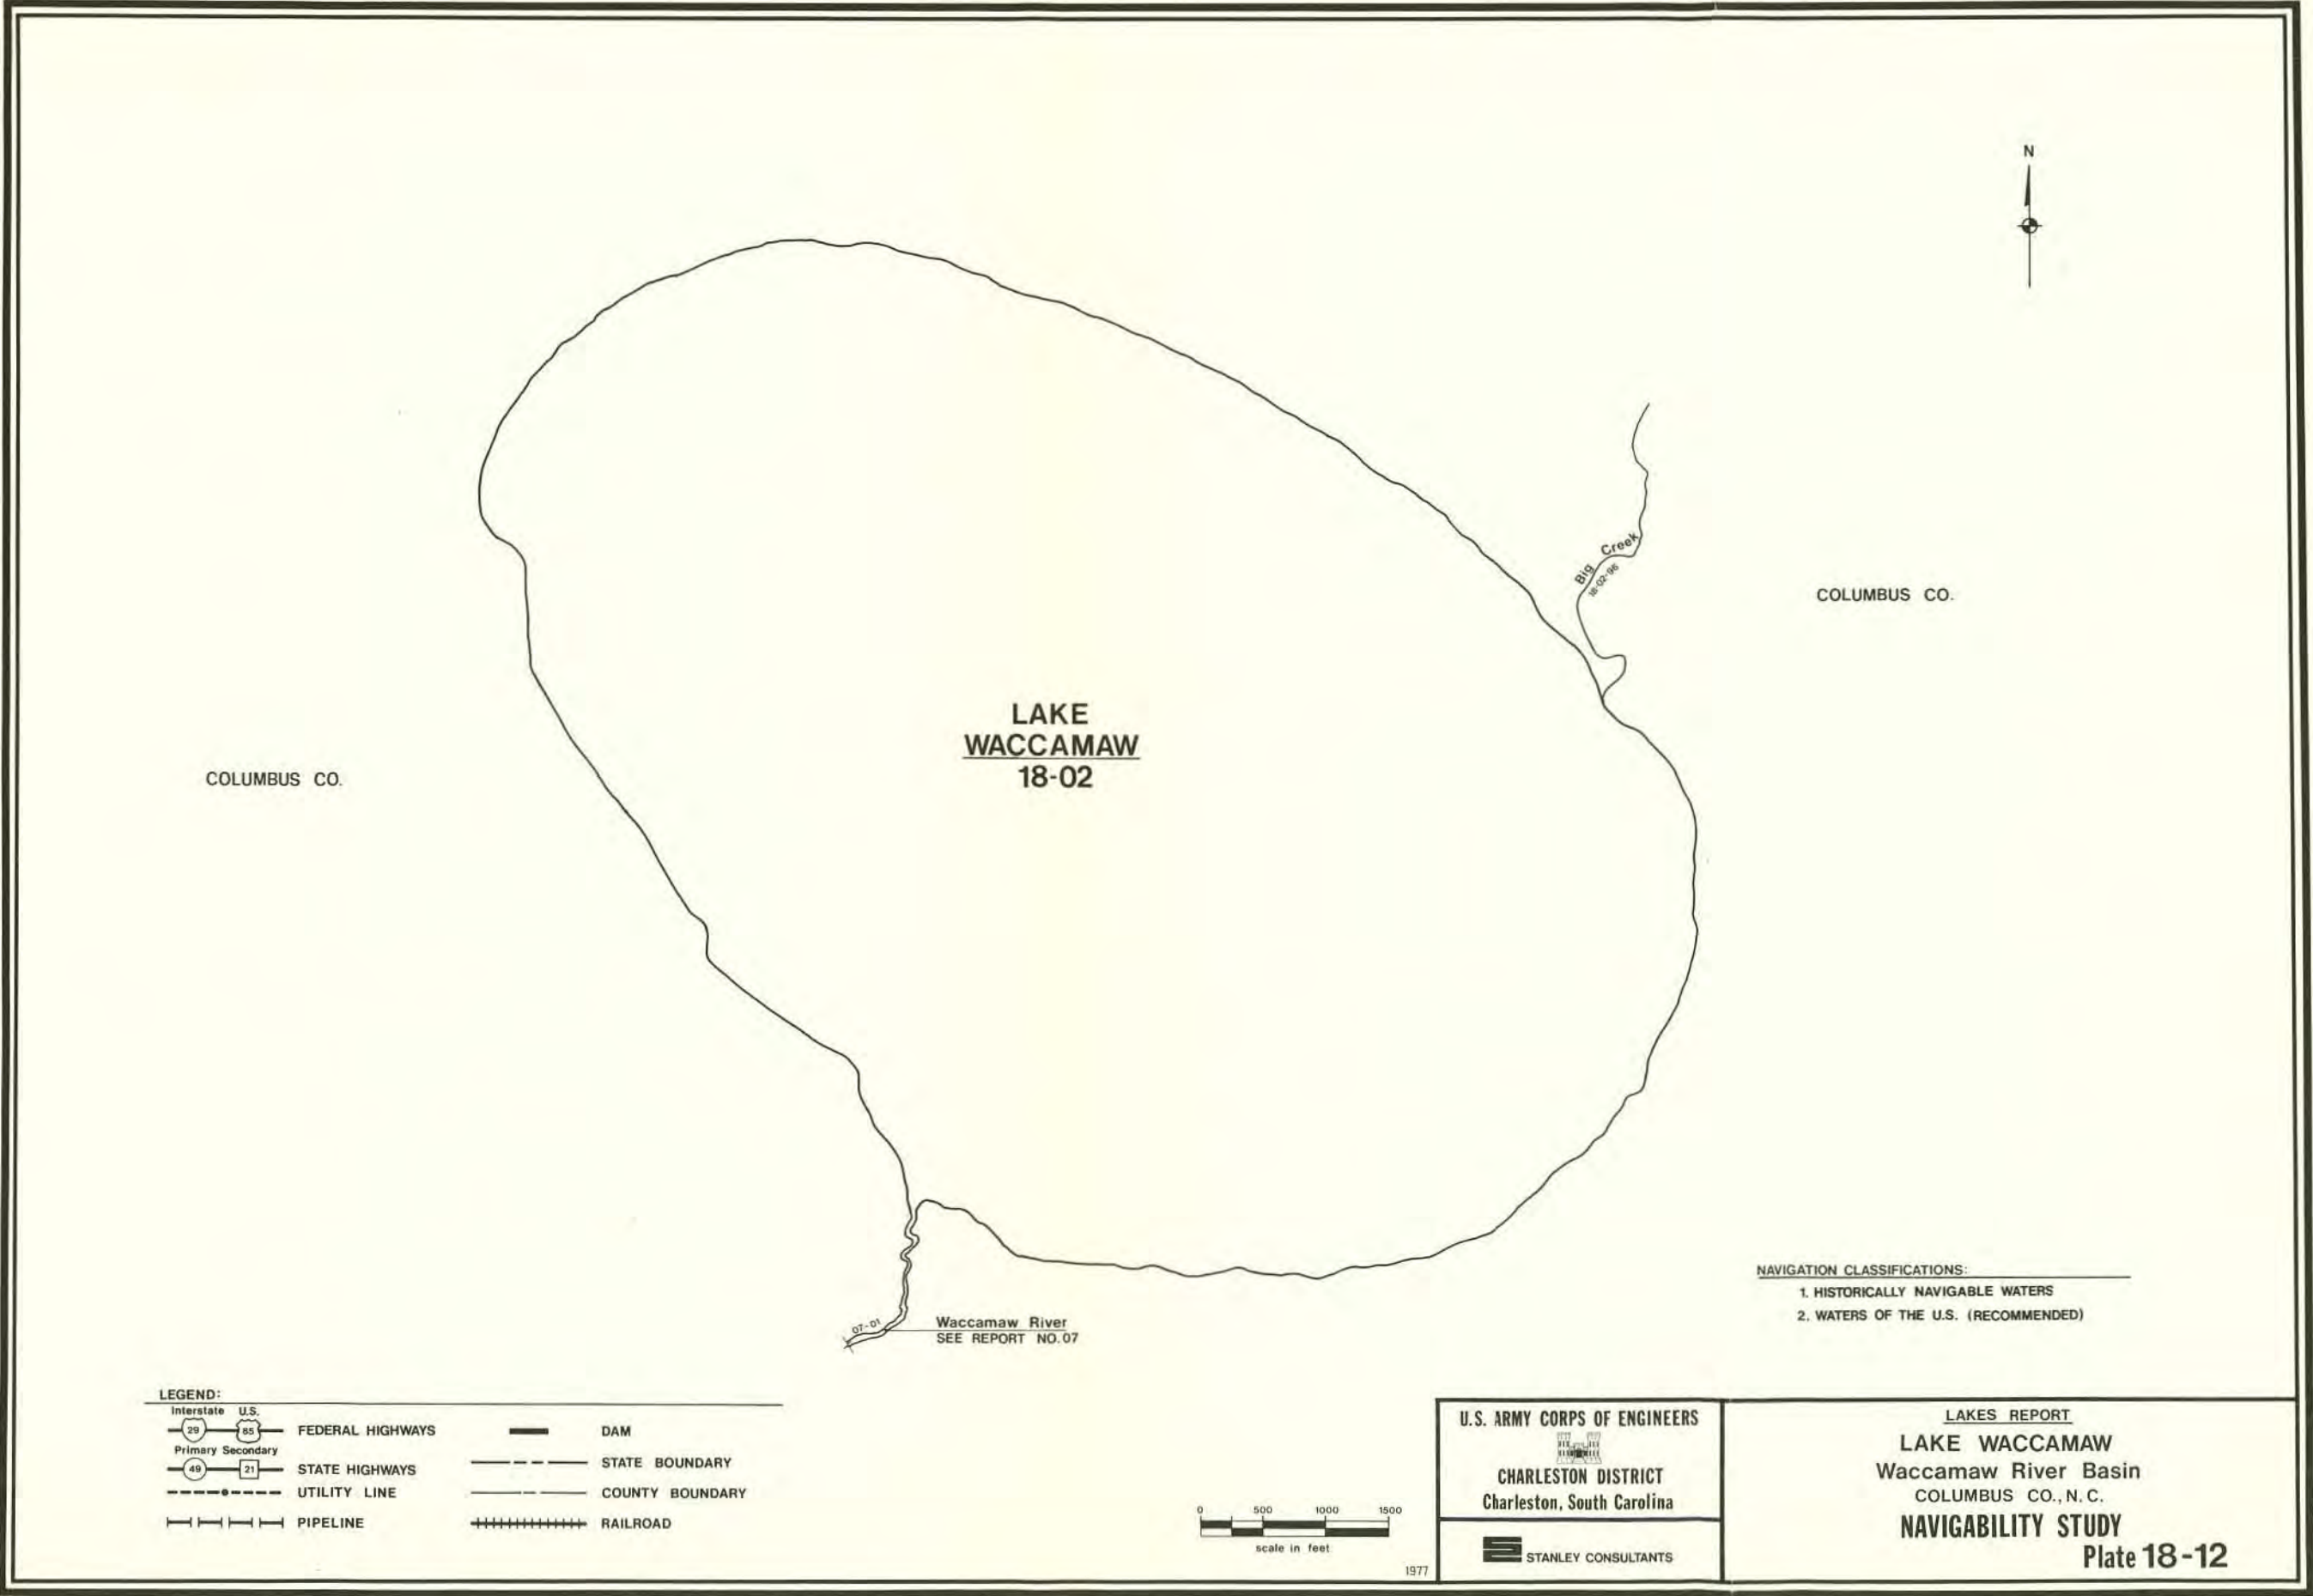 N
Big Creek
18-02-96
COLUMBUS CO.
LAKE
WACCAMAW
18-02
COLUMBUS CO.
07-01
Waccamaw River
SEE REPORT NO. 07
NAVIGATION CLASSIFICATIONS:
1. HISTORICALLY NAVIGABLE WATERS
2. WATERS OF THE U.S. (RECOMMENDED)
LEGEND:
Interstate U.S.
29 85 FEDERAL HIGHWAYS
Primary Secondary
49 21 STATE HIGHWAYS
UTILITY LINE
PIPELINE
DAM
STATE BOUNDARY
COUNTY BOUNDARY
RAILROAD
0 500 1000 1500
scale in feet
1977
U.S. ARMY CORPS OF ENGINEERS
CHARLESTON DISTRICT
Charleston, South Carolina
STANLEY CONSULTANTS
LAKES REPORT
LAKE WACCAMAW
Waccamaw River Basin
COLUMBUS CO., N.C.
NAVIGABILITY STUDY
Plate 18-12